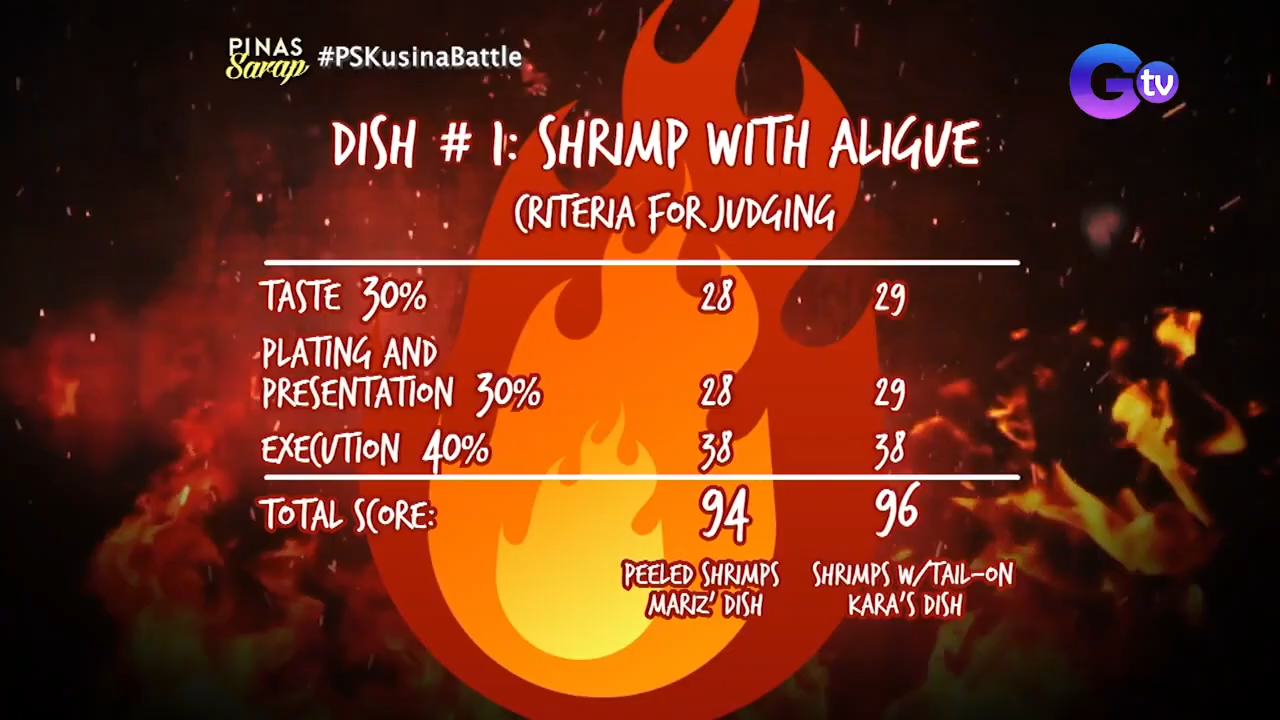 PINAS Sarap #PSKusinaBattle
Gtv
DISH # 1: SHRIMP WITH ALIGUE
CRITERIA FOR JUDGING
TASTE 30% 28 29
PLATING AND
PRESENTATION 30% 28 29
EXECUTION 40% 38 38
TOTAL SCORE: 94 96
PEELED SHRIMPS SHRIMPS W/TAIL-ON
MARIZ' DISH KARA'S DISH